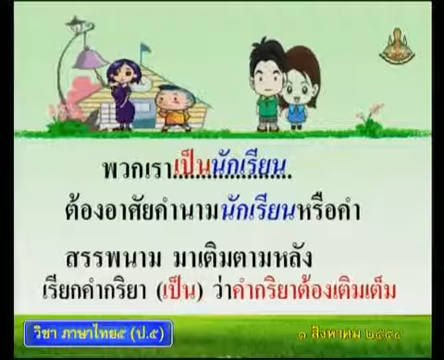 พวกเราเป็นนักเรียน
ต้องอาศัยคำนามนักเรียนหรือคำ
สรรพนาม มาเติมตามหลัง
เรียกคำกริยา (เป็น) ว่าคำกริยาต้องเติมเต็ม
วิชา ภาษาไทย๕ (ป.๕)
๑ สิงหาคม ๒๕๕๔